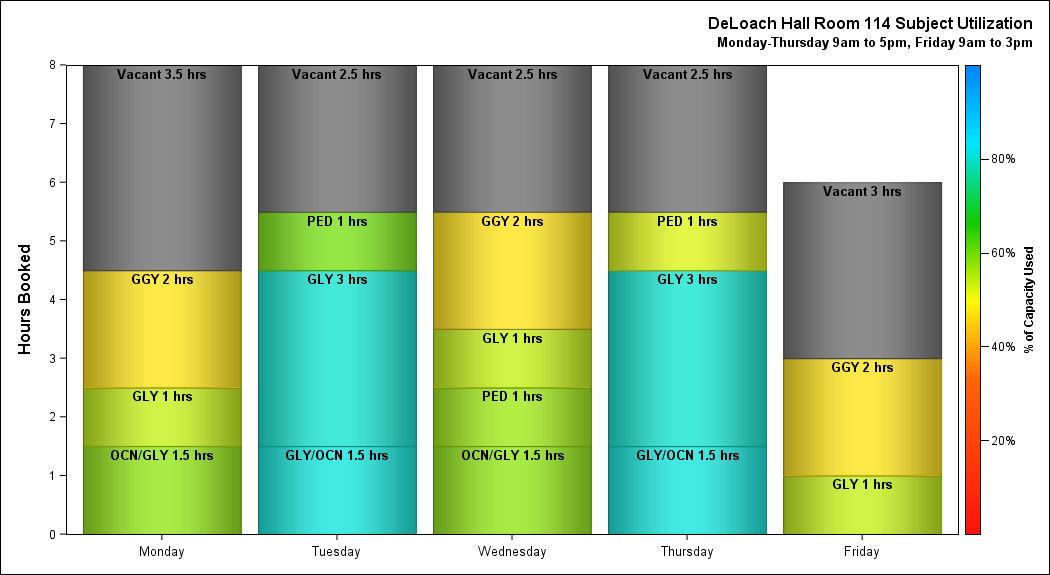 DeLoach Hall Room 114 Subject Utilization
Monday-Thursday 9am to 5pm, Friday 9am to 3pm
Hours Booked
8
7
6
5
4
3
2
1
0
Vacant 3.5 hrs
GGY 2 hrs
GLY 1 hrs
OCN/GLY 1.5 hrs
Monday
Vacant 2.5 hrs
PED 1 hrs
GLY 3 hrs
GLY/OCN 1.5 hrs
Tuesday
Vacant 2.5 hrs
GGY 2 hrs
GLY 1 hrs
PED 1 hrs
OCN/GLY 1.5 hrs
Wednesday
Vacant 2.5 hrs
PED 1 hrs
GLY 3 hrs
GLY/OCN 1.5 hrs
Thursday
Vacant 3 hrs
GGY 2 hrs
GLY 1 hrs
Friday
80%
60%
40%
20%
% of Capacity Used